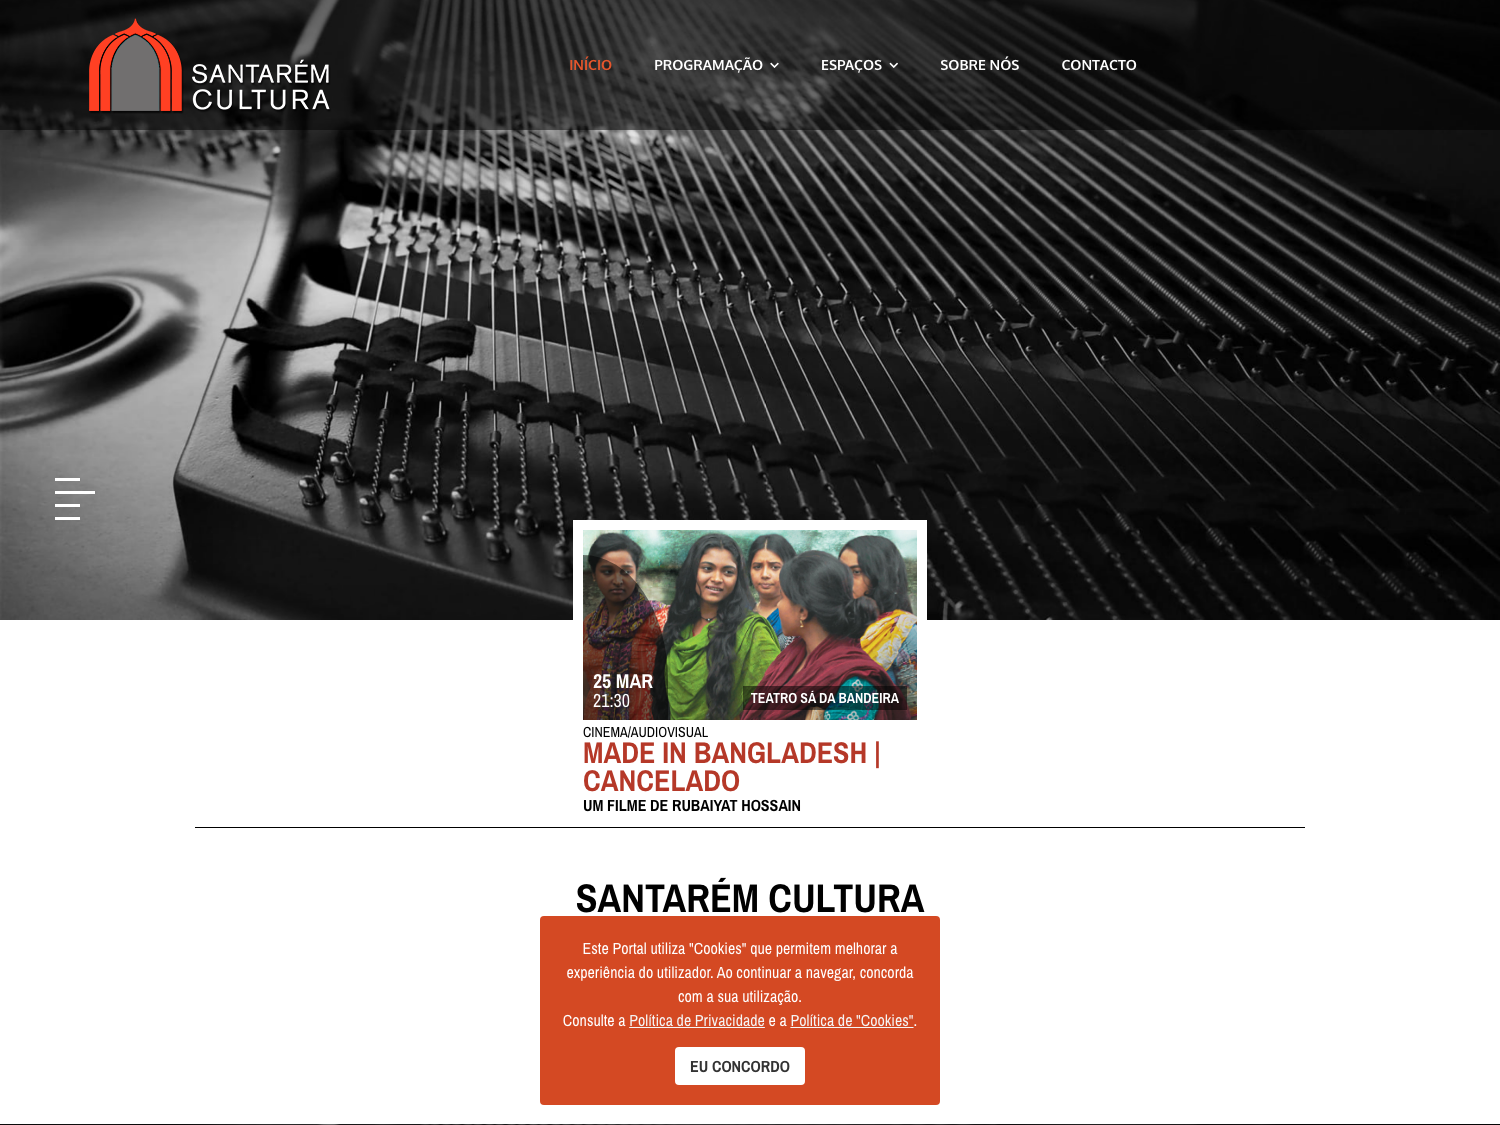 SANTARÉM
CULTURA
INÍCIO PROGRAMAÇÃO ESPAÇOS SOBRE NÓS CONTACTO
25 MAR
21:30
TEATRO SÁ DA BANDEIRA
CINEMA/AUDIOVISUAL
MADE IN BANGLADESH |
CANCELADO
UM FILME DE RUBAIYAT HOSSAIN
SANTARÉM CULTURA
Este Portal utiliza "Cookies" que permitem melhorar a
experiência do utilizador. Ao continuar a navegar, concorda
com a sua utilização.
Consulte a Política de Privacidade e a Política de "Cookies".
EU CONCORDO